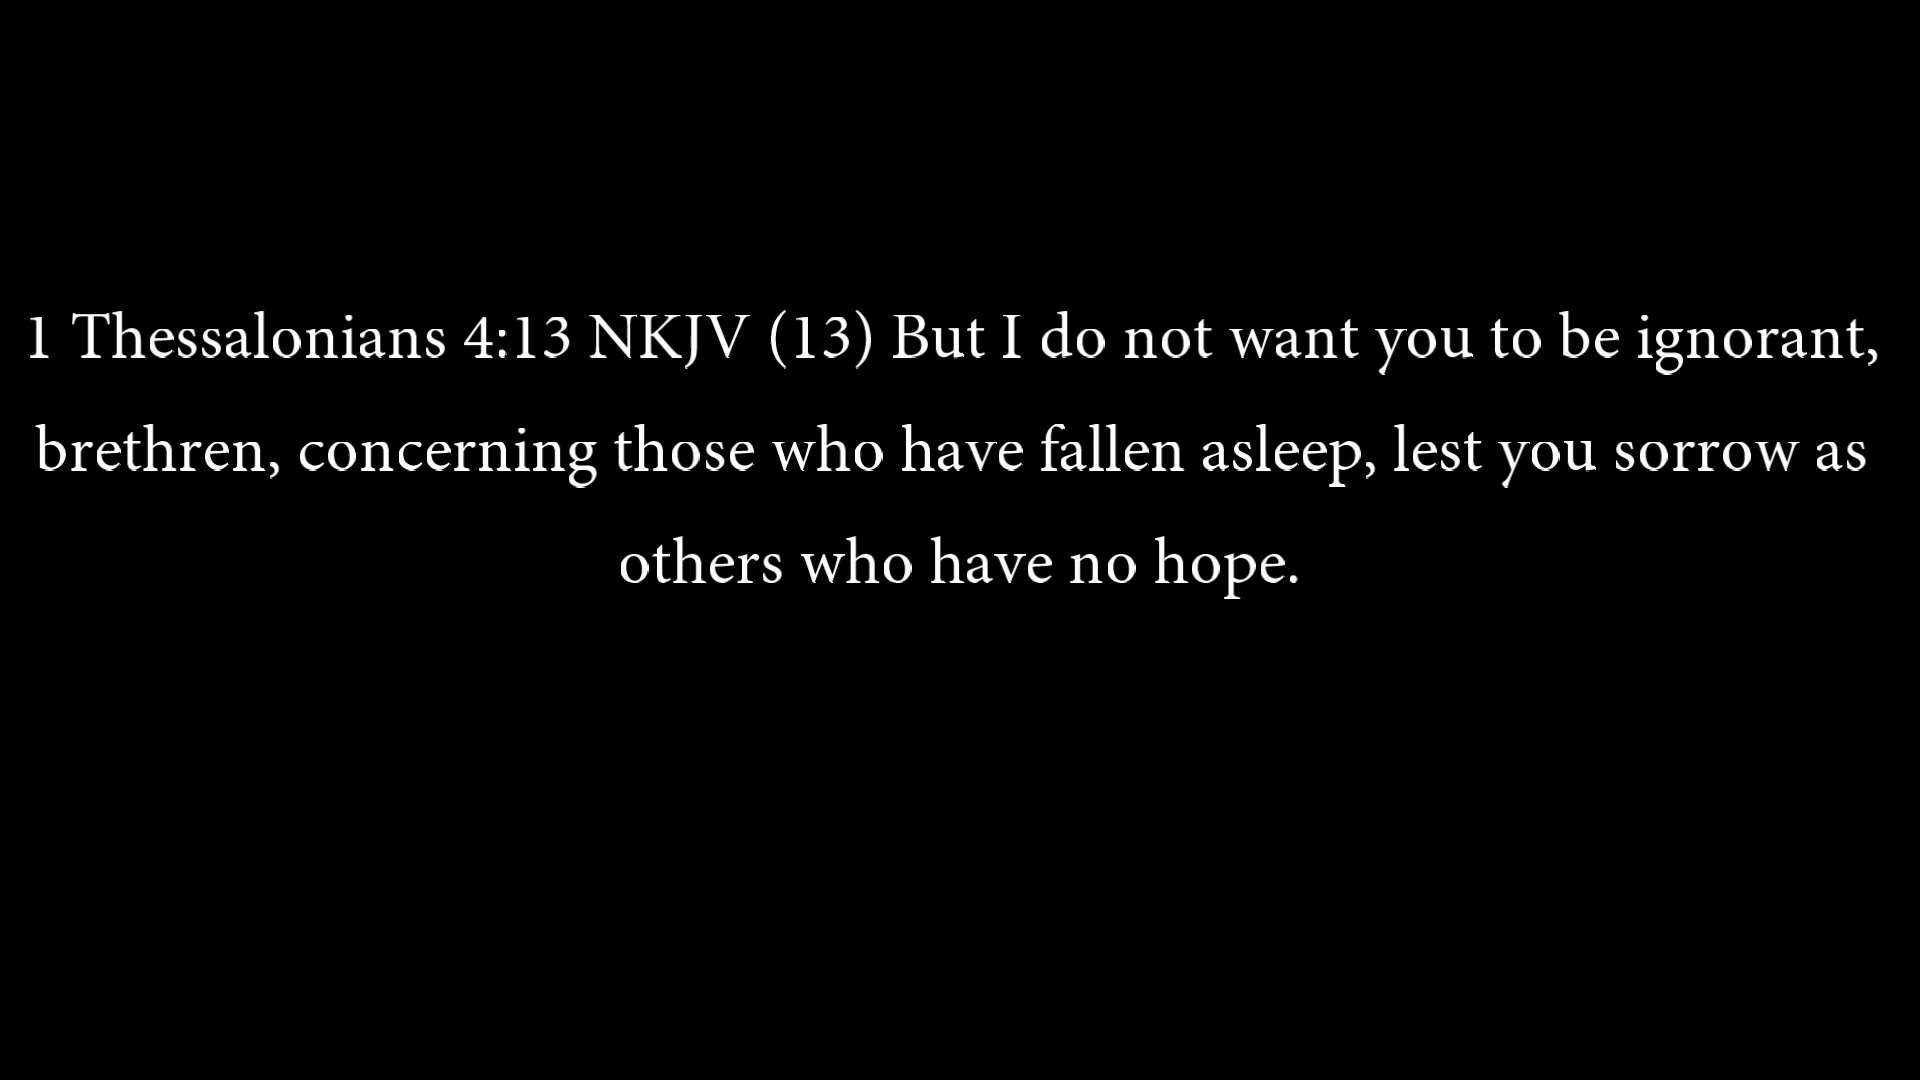 1 Thessalonians 4:13 NKJV (13) But I do not want you to be ignorant,
brethren, concerning those who have fallen asleep, lest you sorrow as
others who have no hope.